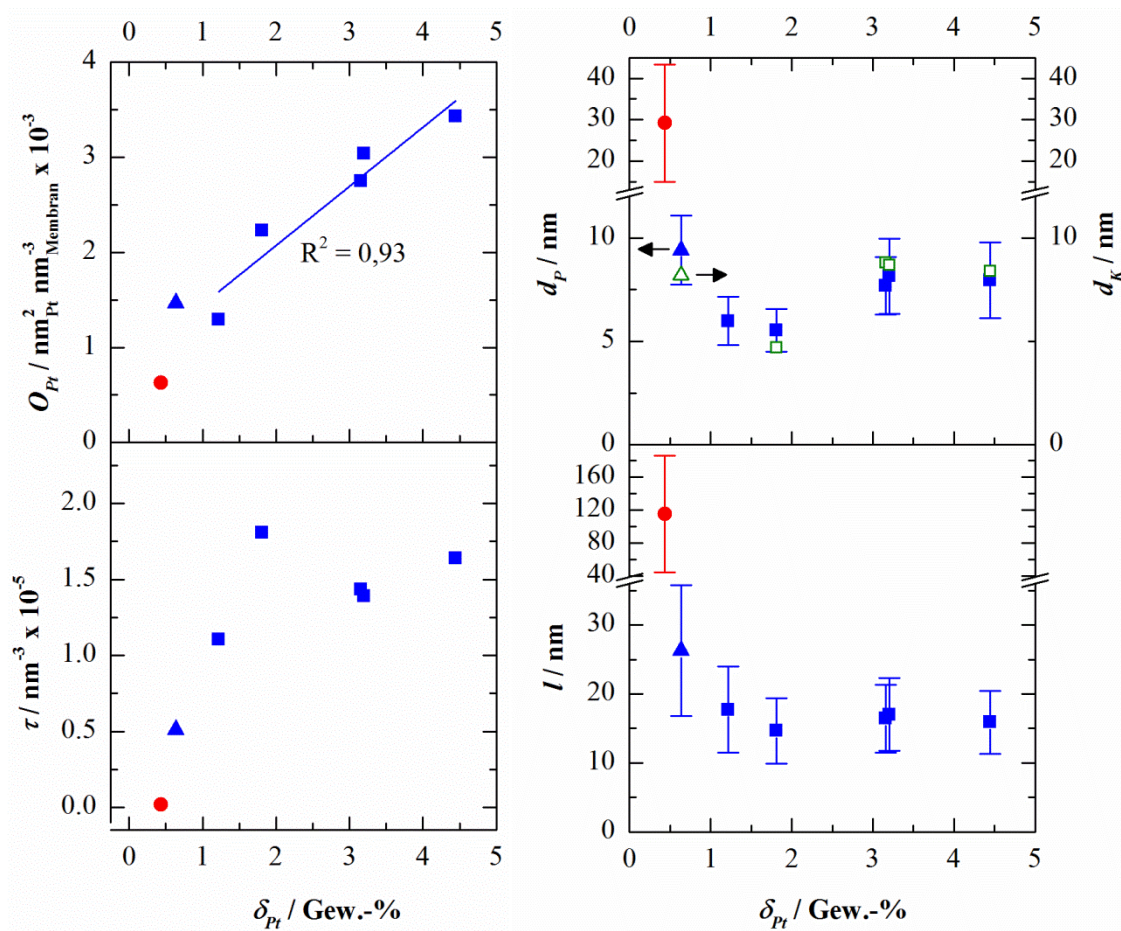 0 1 2 3 4 5
4
3
2
1
0
O_Pt / nm²_Pt nm⁻³_Membran x 10⁻³
R² = 0,93
2.0
1.5
1.0
0.5
0.0
τ / nm⁻³ x 10⁻⁵
0 1 2 3 4 5
δ_Pt / Gew.-%
0 1 2 3 4 5
40
30
20
10
5
0
d_P / nm
40
30
20
10
0
d_K / nm
160
120
80
40
30
20
10
0
l / nm
0 1 2 3 4 5
δ_Pt / Gew.-%